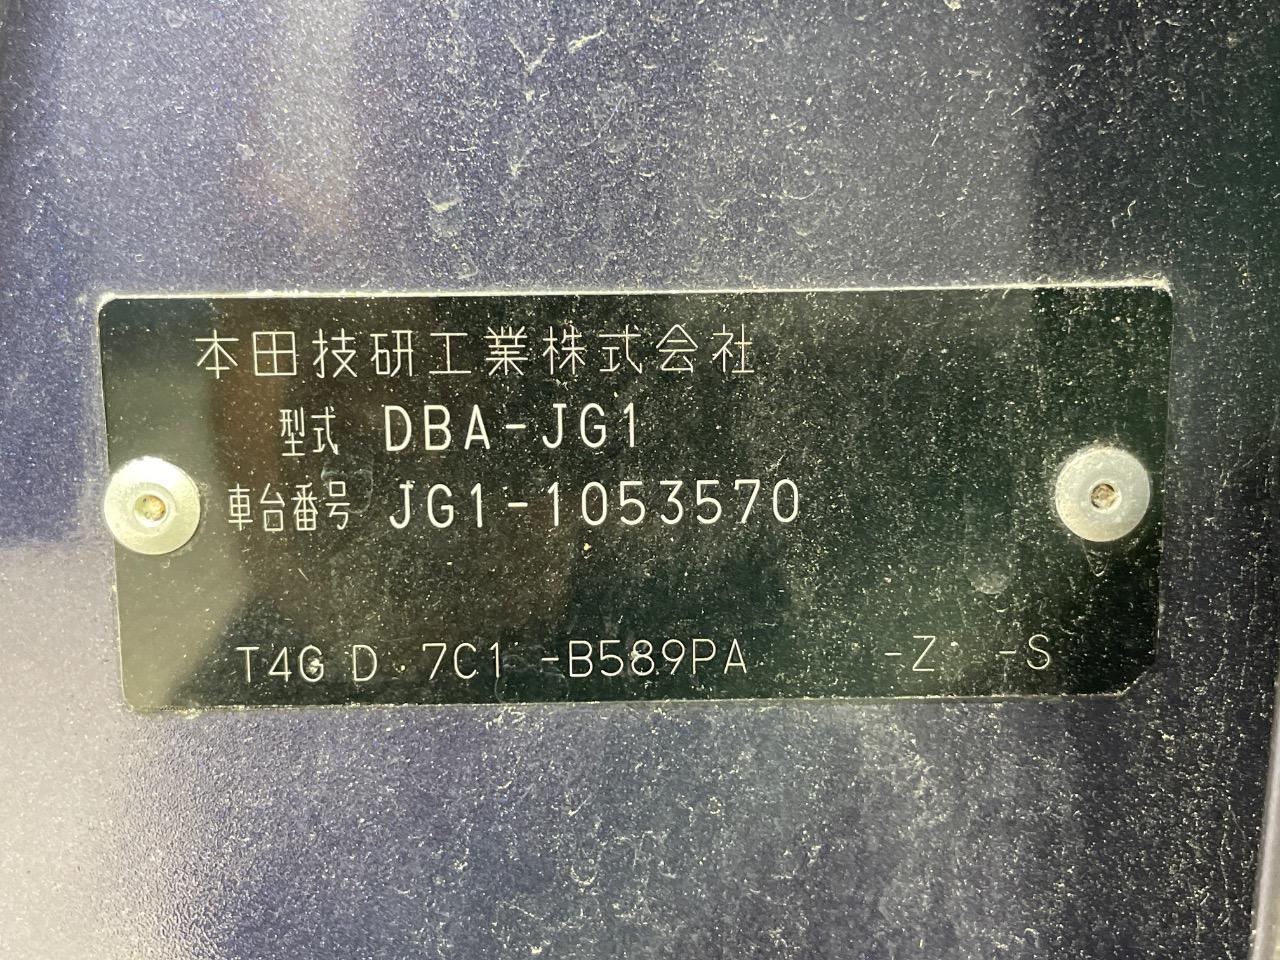 本田技研工業株式会社
型式 DBA-JG1
車台番号 JG1-1053570
T4G D 7C1 -B589PA -Z -S